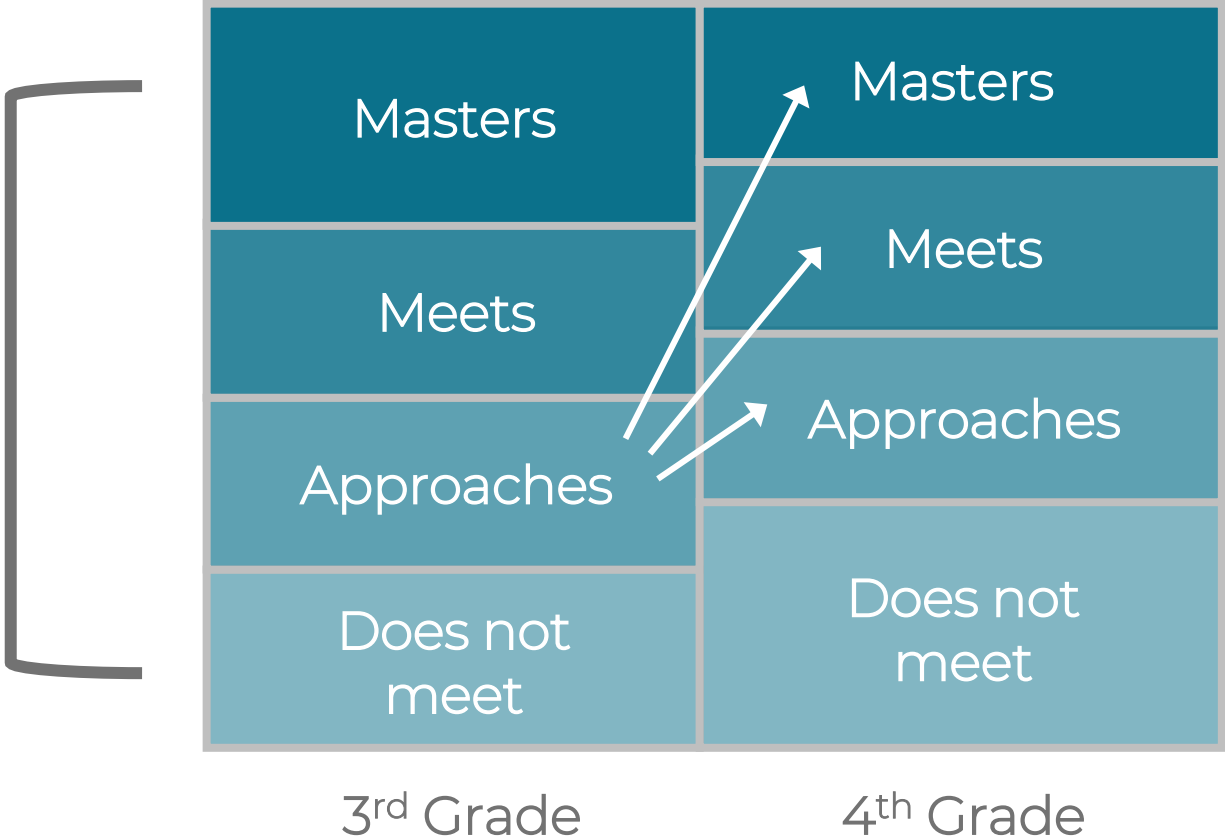 Masters
Meets
Approaches
Does not
meet
3rd Grade
Masters
Meets
Approaches
Does not
meet
4th Grade